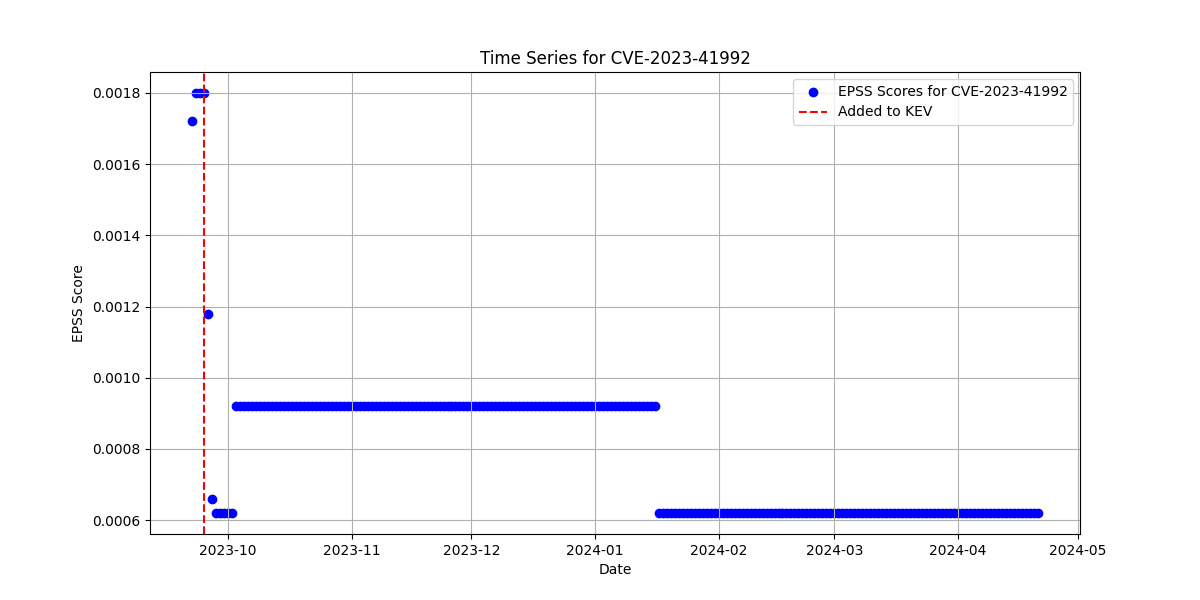 Time Series for CVE-2023-41992
EPSS Scores for CVE-2023-41992
Added to KEV
EPSS Score
0.0018
0.0016
0.0014
0.0012
0.0010
0.0008
0.0006
2023-10 2023-11 2023-12 2024-01 2024-02 2024-03 2024-04 2024-05
Date